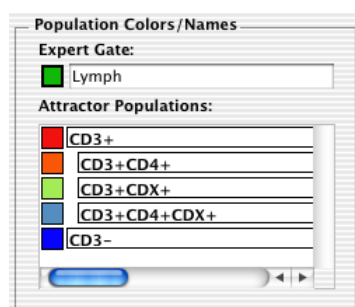 Population Colors/Names
Expert Gate:
Lymph
Attractor Populations:
CD3+
CD3+CD4+
CD3+CDX+
CD3+CD4+CDX+
CD3-